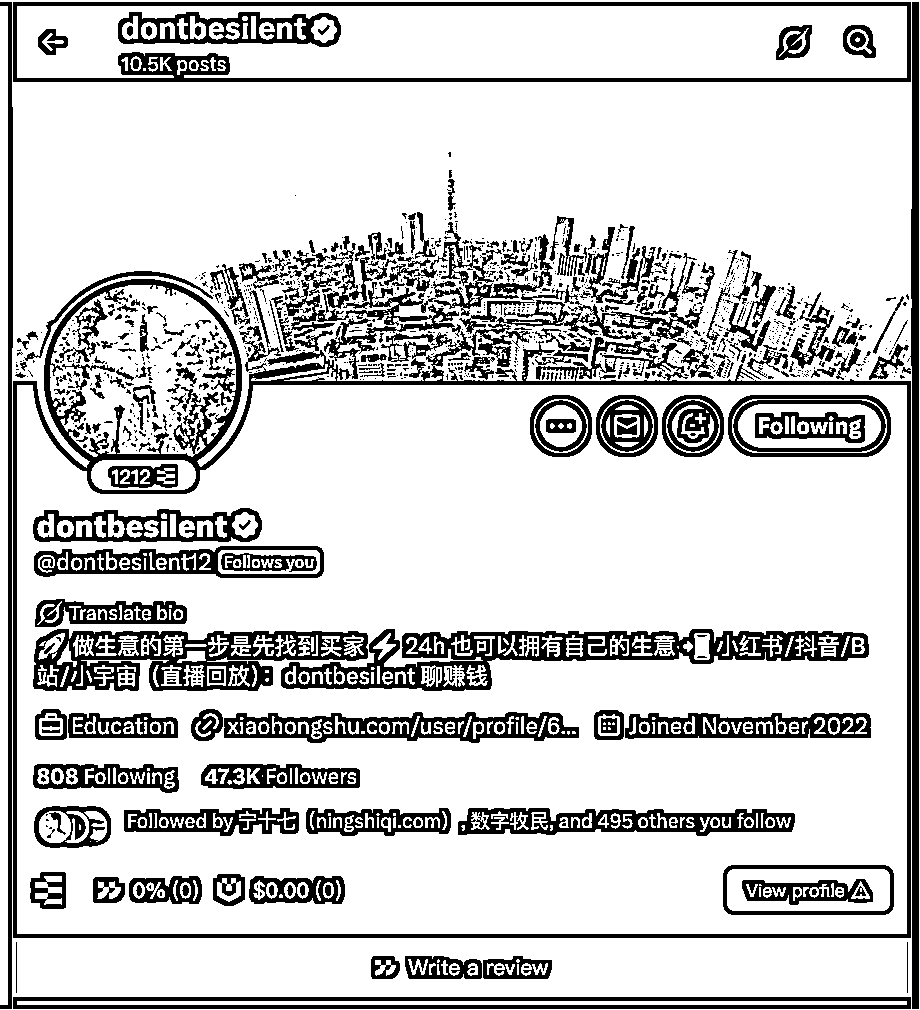 dontbesilent
10.5K posts
Following
1212
dontbesilent
@dontbesilent12 Follows you
Translate bio
🚀做生意的第一步是先找到买家⚡️24h 也可以拥有自己的生意📲小红书/抖音/B
站/小宇宙（直播回放）：dontbesilent 聊赚钱
Education xiaohongshu.com/user/profile/6... Joined November 2022
808 Following 47.3K Followers
Followed by 宁十七（ningshiqi.com）, 数字牧民, and 495 others you follow
0% (0) $0.00 (0) View profile
Write a review